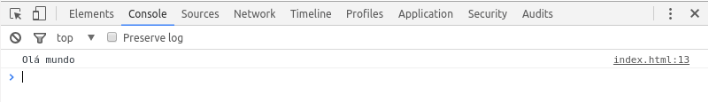 Elements Console Sources Network Timeline Profiles Application Security Audits
top Preserve log
Olá mundo index.html:13